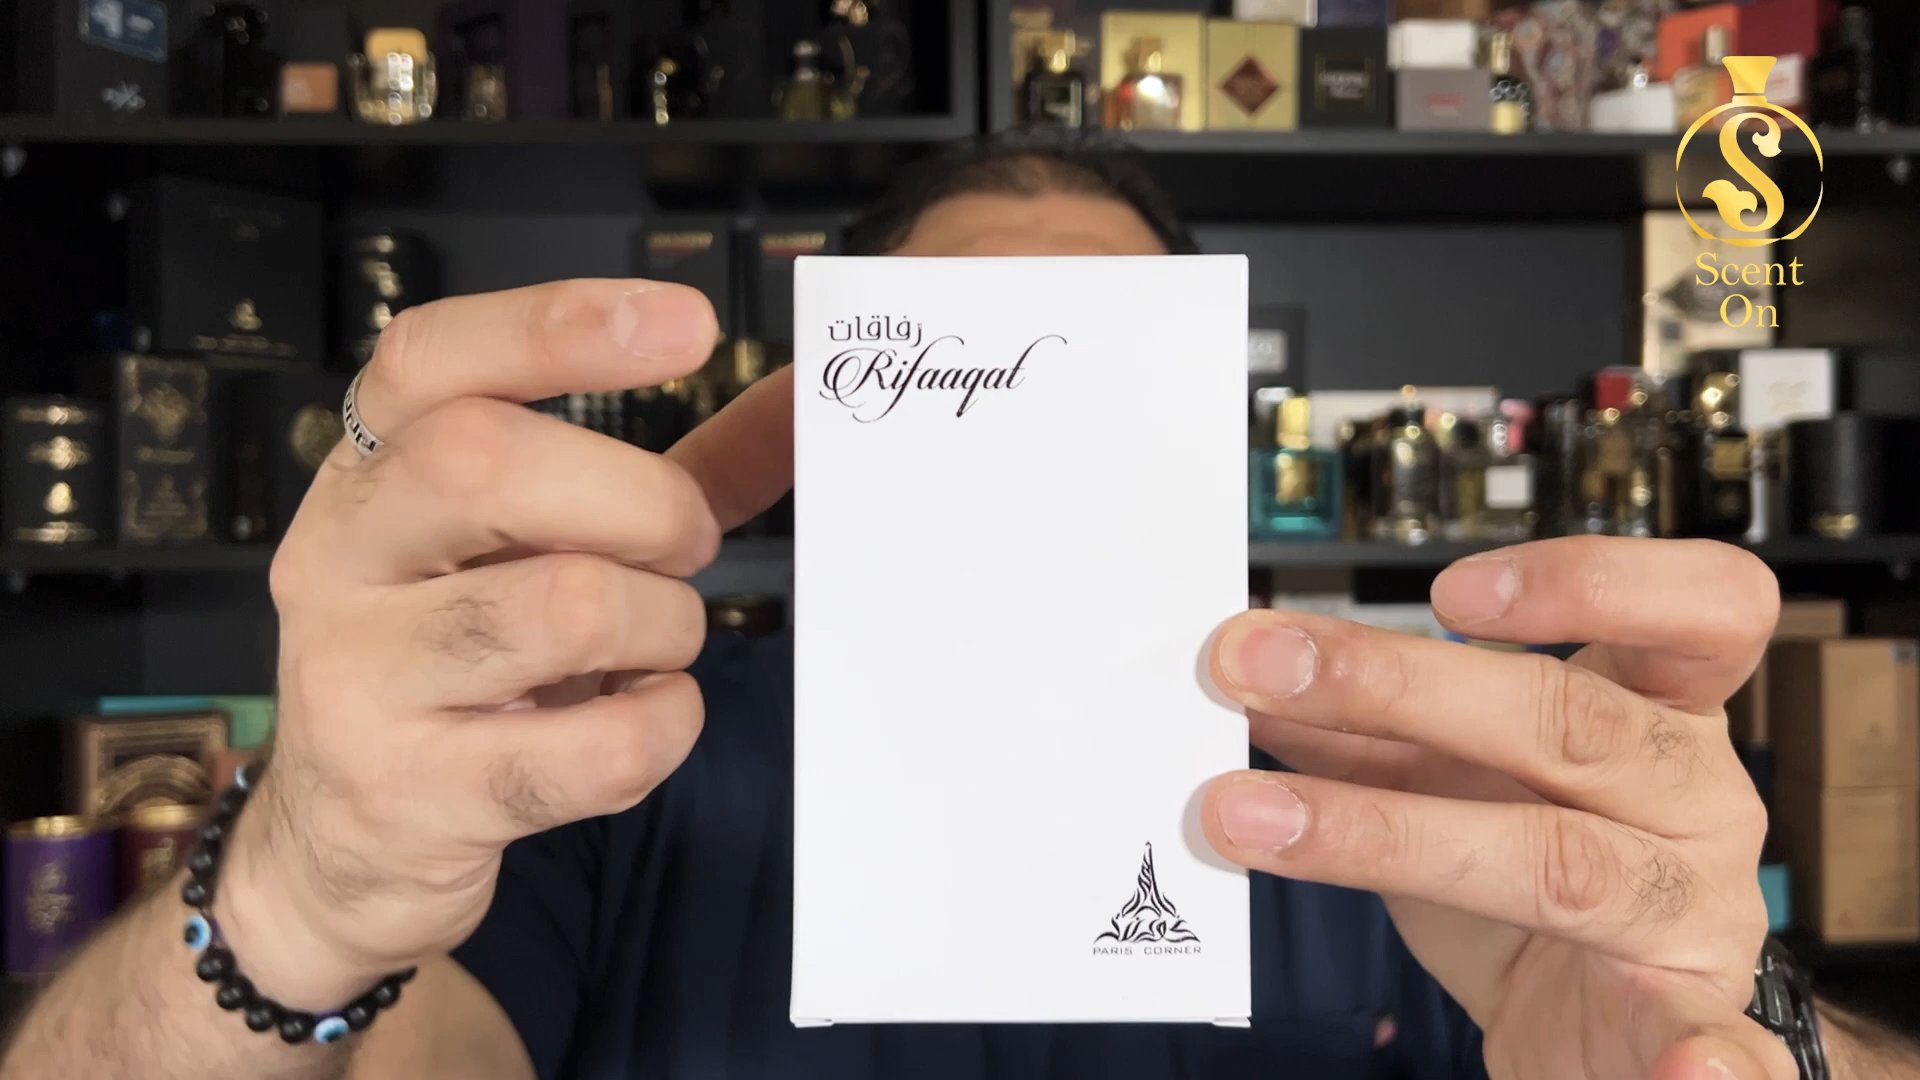 رفاقات
Rifaaqat
PARIS CORNER
Scent
On